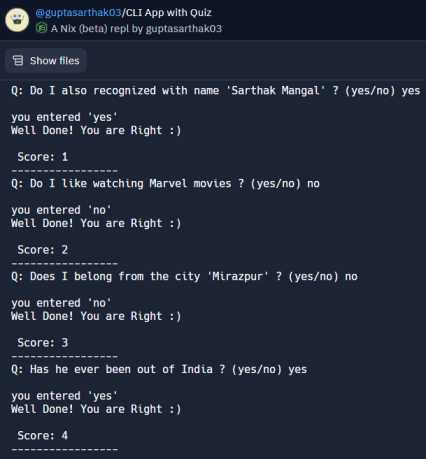 @guptasarthak03/CLI App with Quiz
A Nix (beta) repl by guptasarthak03
Show files
Q: Do I also recognized with name 'Sarthak Mangal' ? (yes/no) yes
you entered 'yes'
Well Done! You are Right :)
Score: 1
-----------------
Q: Do I like watching Marvel movies ? (yes/no) no
you entered 'no'
Well Done! You are Right :)
Score: 2
-----------------
Q: Does I belong from the city 'Mirazpur' ? (yes/no) no
you entered 'no'
Well Done! You are Right :)
Score: 3
-----------------
Q: Has he ever been out of India ? (yes/no) yes
you entered 'yes'
Well Done! You are Right :)
Score: 4
-----------------